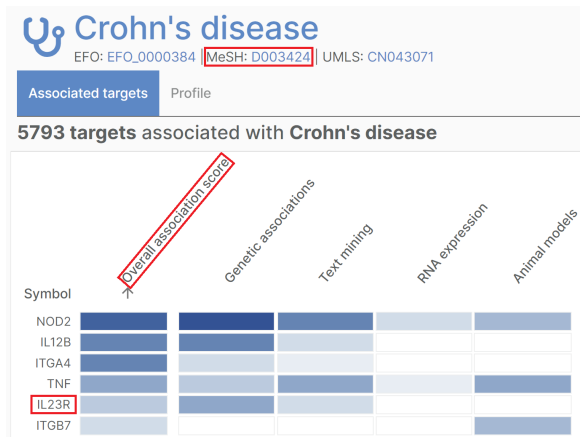 Crohn's disease
EFO: EFO_0000384 | MeSH: D003424 | UMLS: CN043071
Associated targets Profile
5793 targets associated with Crohn's disease
Overall association score
Genetic associations
Text mining
RNA expression
Animal models
Symbol
NOD2
IL12B
ITGA4
TNF
IL23R
ITGB7